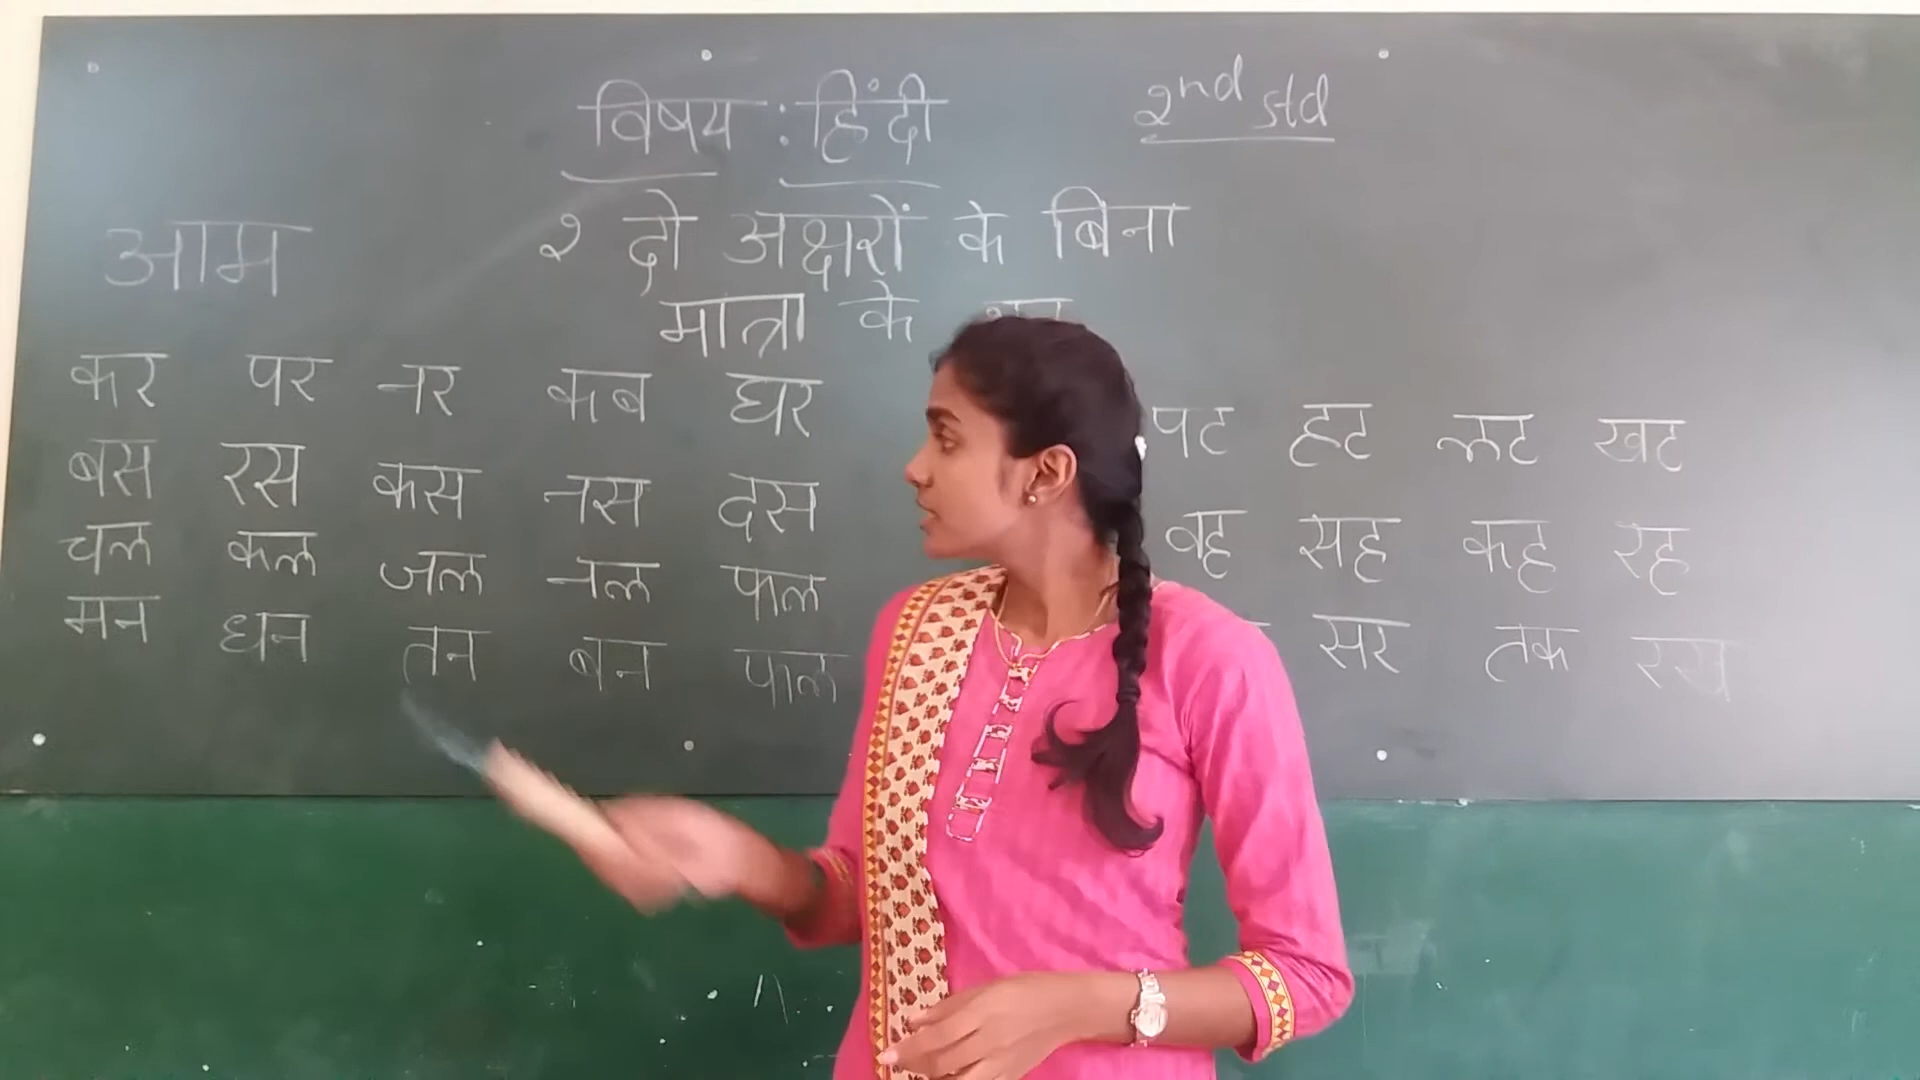 विषय : हिंदी
2nd std
आम
२ दो अक्षरों के बिना
मात्रा के
कर पर नर कब घर पट हट लट खट
बस रस कस नस दस वह सह कह रह
चल कल जल नल फल सर तक रख
मन धन तन बन पाल